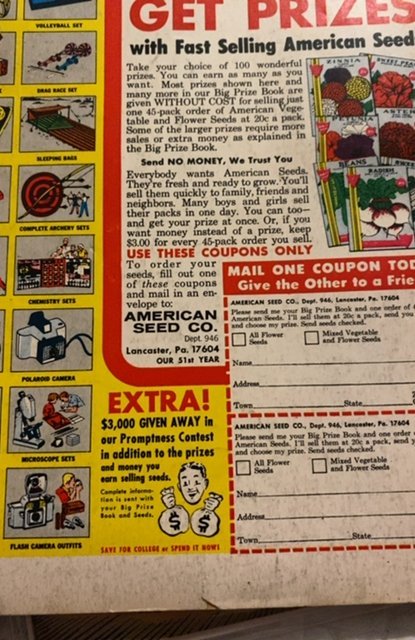 VOLLEYBALL SET
DRAG RACE SET
SLEEPING BAGS
COMPLETE ARCHERY SETS
CHEMISTRY SETS
POLAROID CAMERA
MICROSCOPE SETS
FLASH CAMERA OUTFITS
GET PRIZES
with Fast Selling American Seed
Take your choice of 100 wonderful
prizes. You can earn as many as you
want. Most prizes shown here and
many more in our Big Prize Book are
given WITHOUT COST for selling just
one 45-pack order of American Vege-
table and Flower Seeds at 20c a pack.
Some of the larger prizes require more
sales or extra money as explained in
the Big Prize Book.
Send NO MONEY, We Trust You
Everybody wants American Seeds.
They're fresh and ready to grow. You'll
sell them quickly to family, friends and
neighbors. Many boys and girls sell
their packs in one day. You can too—
and get your prize at once. Or, if you
want money instead of a prize, keep
$3.00 for every 45-pack order you sell.
USE THESE COUPONS ONLY
To order your
seeds, fill out one
of these coupons
and mail in an en-
velope to:
AMERICAN
SEED CO.
Dept. 946
Lancaster, Pa. 17604
OUR 51st YEAR
ZINNIA
SWEET PEAS
PETUNIA
ASTER
BEANS
RADISH
EXTRA!
$3,000 GIVEN AWAY in
our Promptness Contest
in addition to the prizes
and money you
earn selling seeds.
Complete informa-
tion is sent with
your Big Prize
Book and Seeds.
$ $
SAVE FOR COLLEGE or SPEND IT NOW!
MAIL ONE COUPON TOD
Give the Other to a Frie
AMERICAN SEED CO., Dept. 946, Lancaster, Pa. 17604
Please send me your Big Prize Book and one order of
American Seeds. I'll sell them at 20c a pack, send you
and choose my prize. Send seeds checked.
All Flower
Seeds
Mixed Vegetable
and Flower Seeds
Name
Address
Town State
AMERICAN SEED CO., Dept. 946, Lancaster, Pa. 17604
Please send me your Big Prize Book and one order
American Seeds. I'll sell them at 20c a pack, send y
and choose my prize. Send seeds checked.
All Flower
Seeds
Mixed Vegetable
and Flower Seeds
Name
Address
Town State